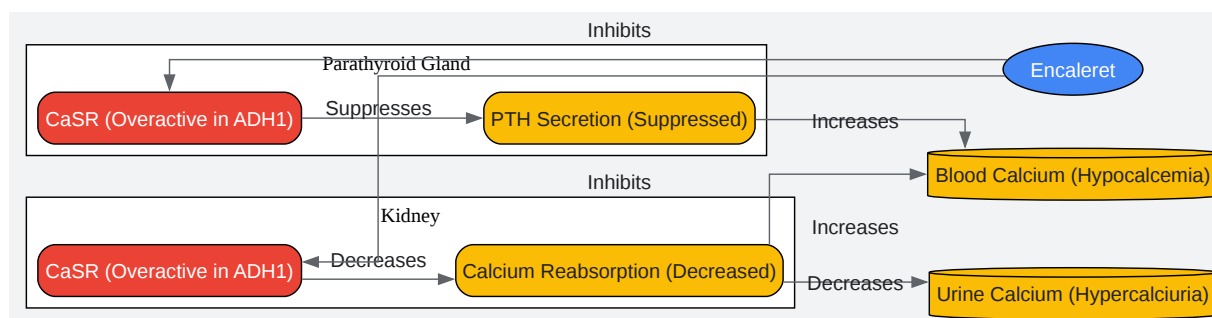 Inhibits
Parathyroid Gland
Encaleret
CaSR (Overactive in ADH1)
Suppresses
PTH Secretion (Suppressed)
Increases
Blood Calcium (Hypocalcemia)
Inhibits
Kidney
Increases
CaSR (Overactive in ADH1)
Decreases
Calcium Reabsorption (Decreased)
Decreases
Urine Calcium (Hypercalciuria)